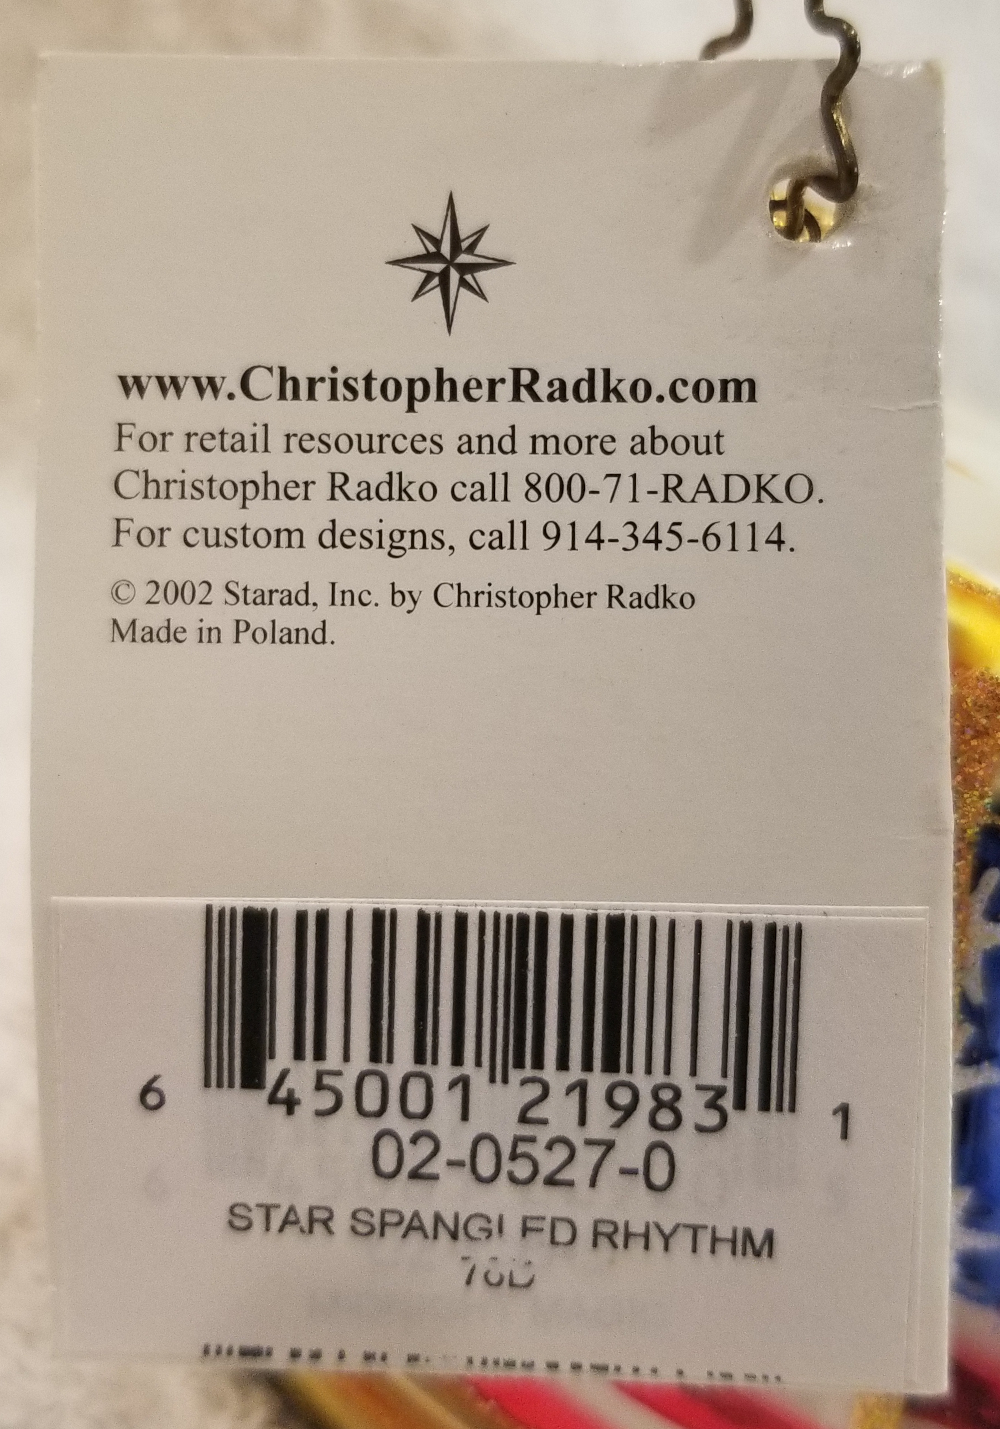 www.ChristopherRadko.com
For retail resources and more about
Christopher Radko call 800-71-RADKO.
For custom designs, call 914-345-6114.
© 2002 Starad, Inc. by Christopher Radko
Made in Poland.
6 45001 21983 1
02-0527-0
STAR SPANGLED RHYTHM